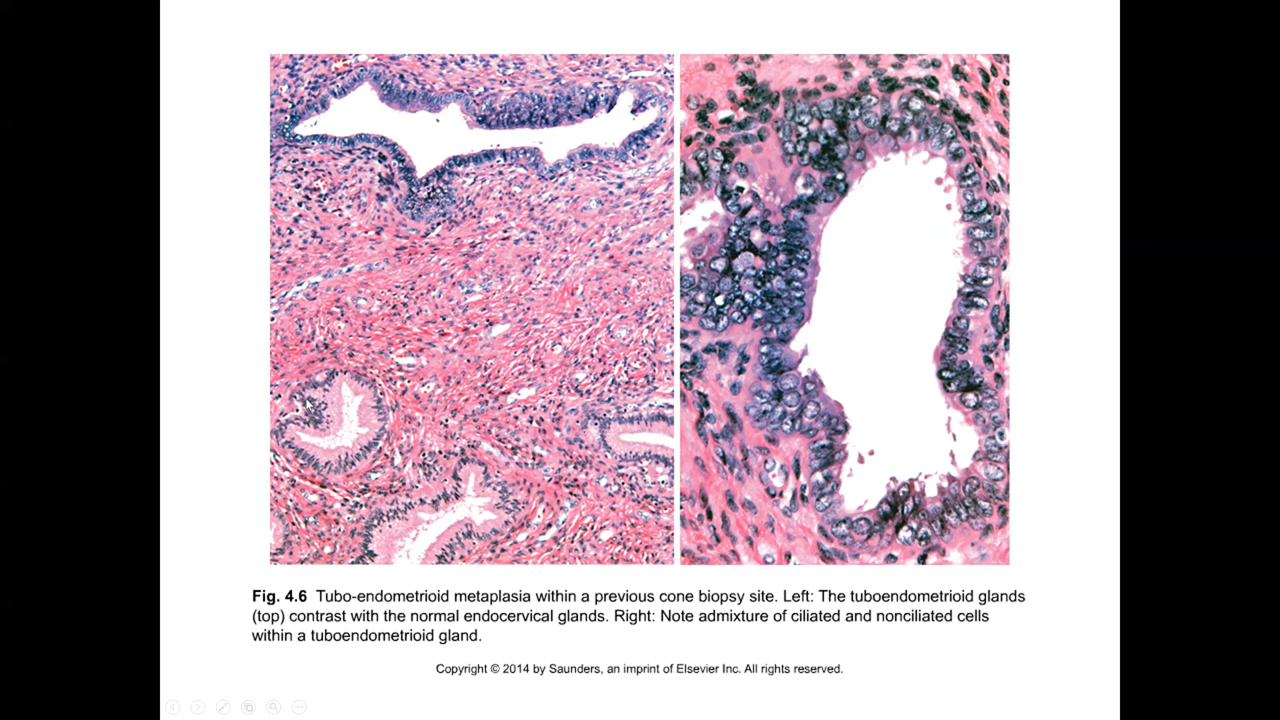 Fig. 4.6 Tubo-endometrioid metaplasia within a previous cone biopsy site. Left: The tuboendometrioid glands
(top) contrast with the normal endocervical glands. Right: Note admixture of ciliated and nonciliated cells
within a tuboendometrioid gland.
Copyright © 2014 by Saunders, an imprint of Elsevier Inc. All rights reserved.